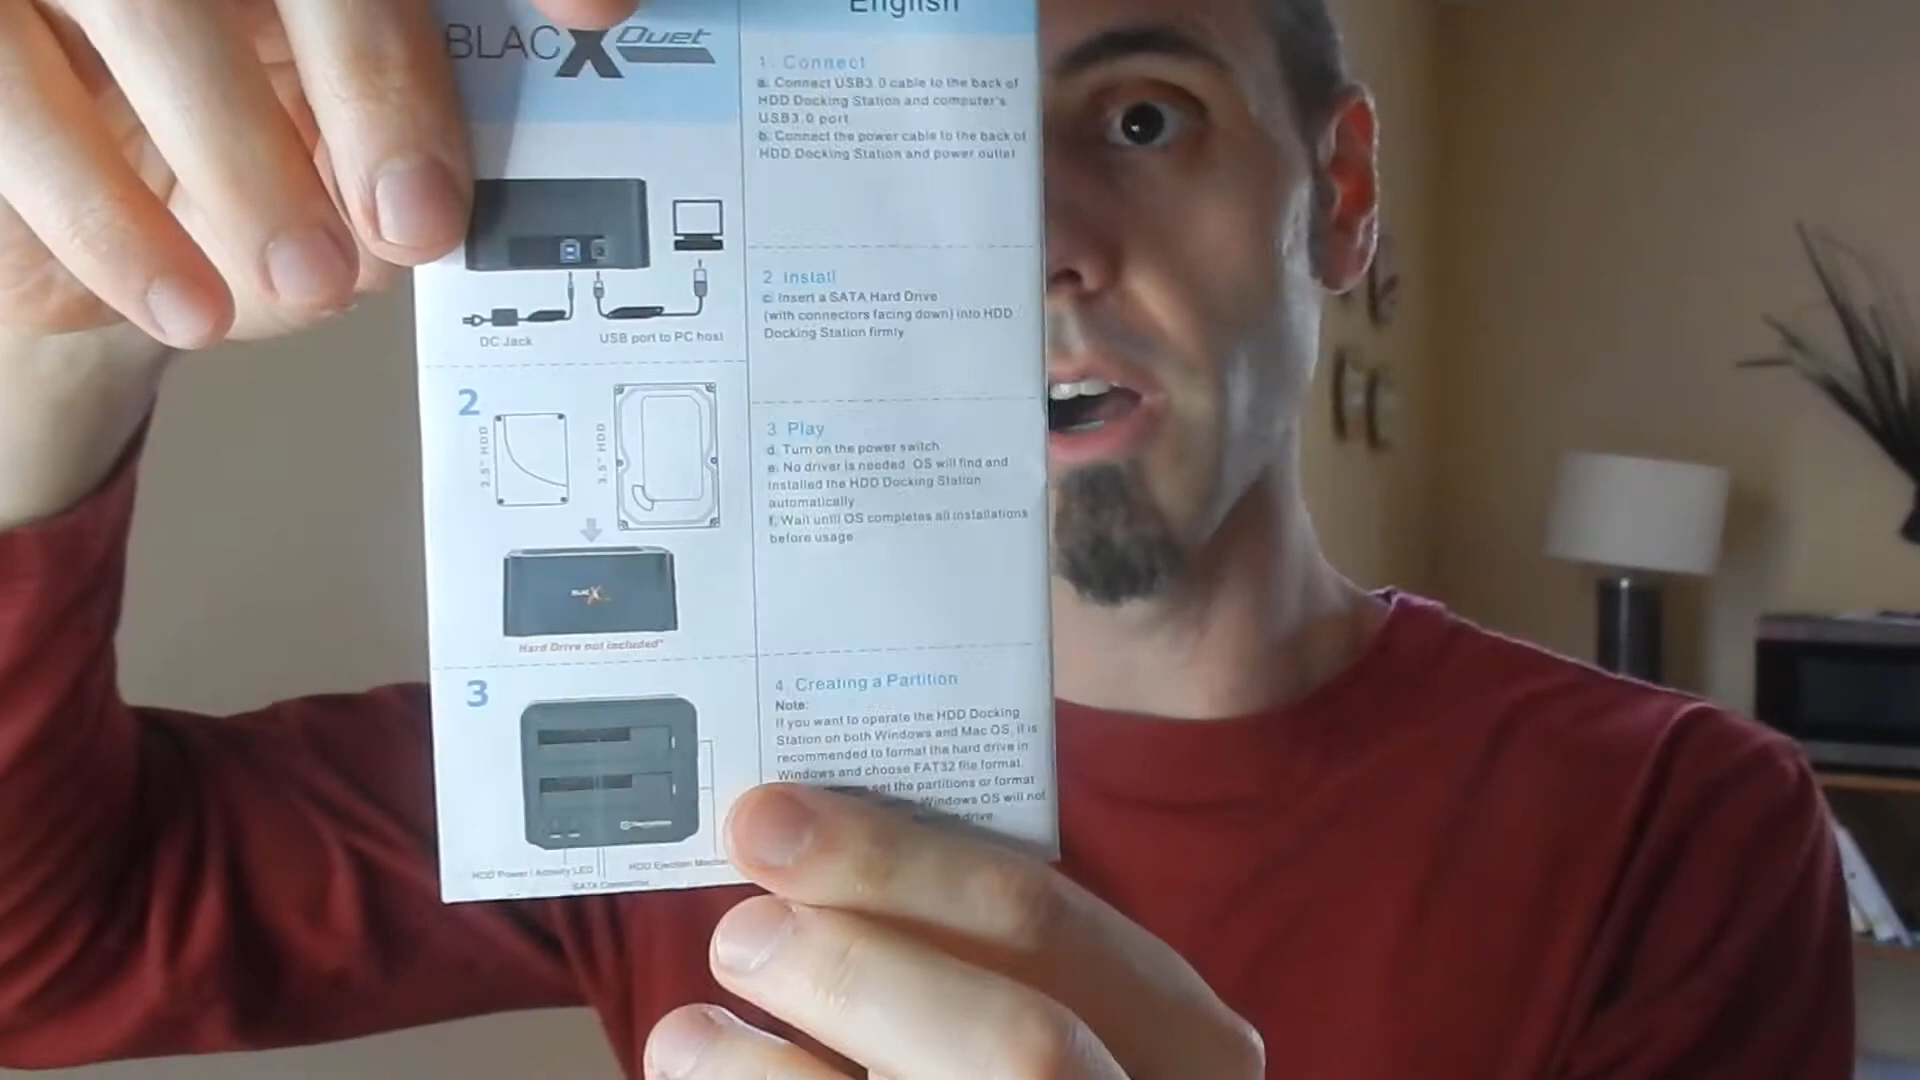 BLACX Duet
DC Jack
USB port to PC host
2
2.5" HDD
3.5" HDD
BLACX
Hard Drive not included*
3
HDD Power / Activity LED
SATA Connector
HDD Ejection
English
1. Connect
a. Connect USB3.0 cable to the back of
HDD Docking Station and computer's
USB3.0 port
b. Connect the power cable to the back of
HDD Docking Station and power outlet
2 Install
c. Insert a SATA Hard Drive
(with connectors facing down) into HDD
Docking Station firmly
3 Play
d. Turn on the power switch
e. No driver is needed. OS will find and
Installed the HDD Docking Station
automatically
f. Wait until OS completes all installations
before usage
4. Creating a Partition
Note:
If you want to operate the HDD Docking
Station on both Windows and Mac OS, it is
recommended to format the hard drive in
Windows and choose FAT32 file format.
set the partitions or format
Windows OS will not
drive